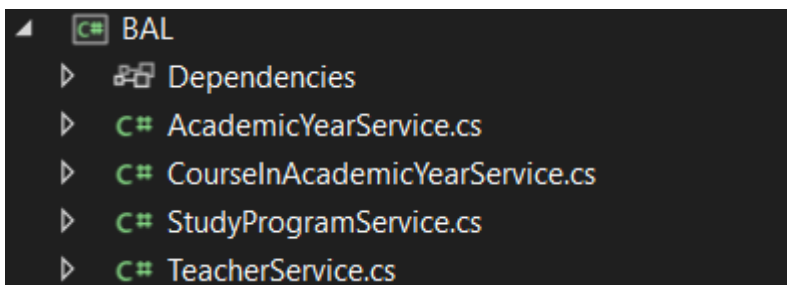 C# BAL
Dependencies
C# AcademicYearService.cs
C# CourseInAcademicYearService.cs
C# StudyProgramService.cs
C# TeacherService.cs